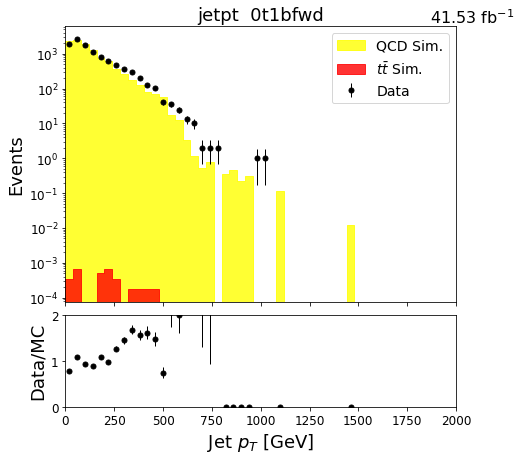 jetpt 0t1bfwd
41.53 fb⁻¹
QCD Sim.
tt̄ Sim.
Data
Events
10³
10²
10¹
10⁰
10⁻¹
10⁻²
10⁻³
10⁻⁴
Data/MC
2
1
0
0 250 500 750 1000 1250 1500 1750 2000
Jet p_T [GeV]